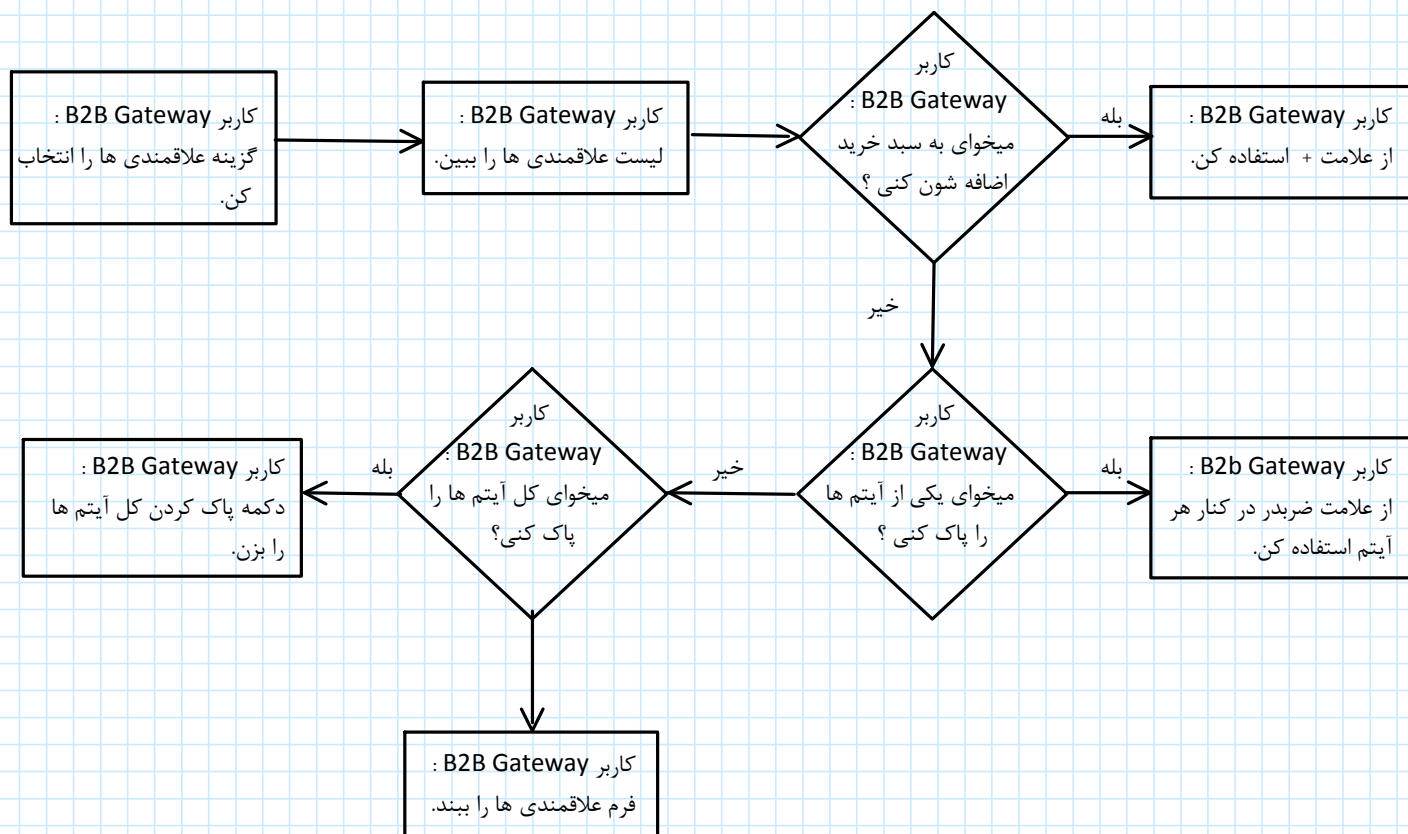 کاربر B2B Gateway :
گزینه علاقمندی ها را انتخاب
کن.
کاربر B2B Gateway :
لیست علاقمندی ها را ببین.
کاربر
B2B Gateway :
میخوای به سبد خرید
اضافه شون کنی ؟
بله
کاربر B2B Gateway :
از علامت + استفاده کن.
خیر
کاربر
B2B Gateway :
میخوای یکی از آیتم ها
را پاک کنی ؟
بله
کاربر B2b Gateway :
از علامت ضربدر در کنار هر
آیتم استفاده کن.
خیر
کاربر
B2B Gateway :
میخوای کل آیتم ها را
پاک کنی؟
بله
کاربر B2B Gateway :
دکمه پاک کردن کل آیتم ها
را بزن.
کاربر B2B Gateway :
فرم علاقمندی ها را ببند.